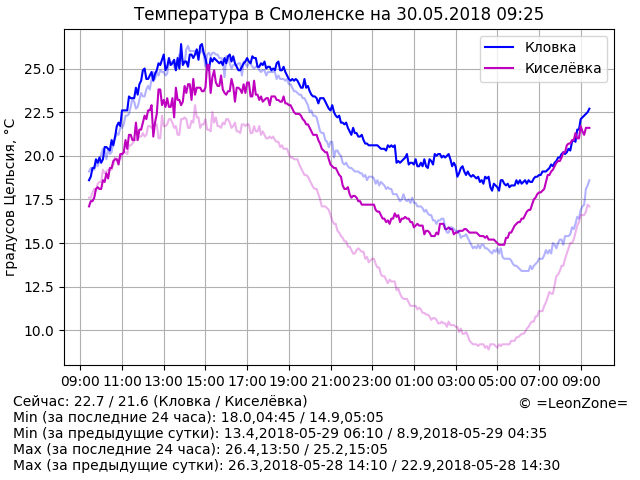 Температура в Смоленске на 30.05.2018 09:25
Кловка
Киселёвка
градусов Цельсия, °C
25.0
22.5
20.0
17.5
15.0
12.5
10.0
09:00 11:00 13:00 15:00 17:00 19:00 21:00 23:00 01:00 03:00 05:00 07:00 09:00
Сейчас: 22.7 / 21.6 (Кловка / Киселёвка)
© =LeonZone=
Min (за последние 24 часа): 18.0,04:45 / 14.9,05:05
Min (за предыдущие сутки): 13.4,2018-05-29 06:10 / 8.9,2018-05-29 04:35
Max (за последние 24 часа): 26.4,13:50 / 25.2,15:05
Max (за предыдущие сутки): 26.3,2018-05-28 14:10 / 22.9,2018-05-28 14:30